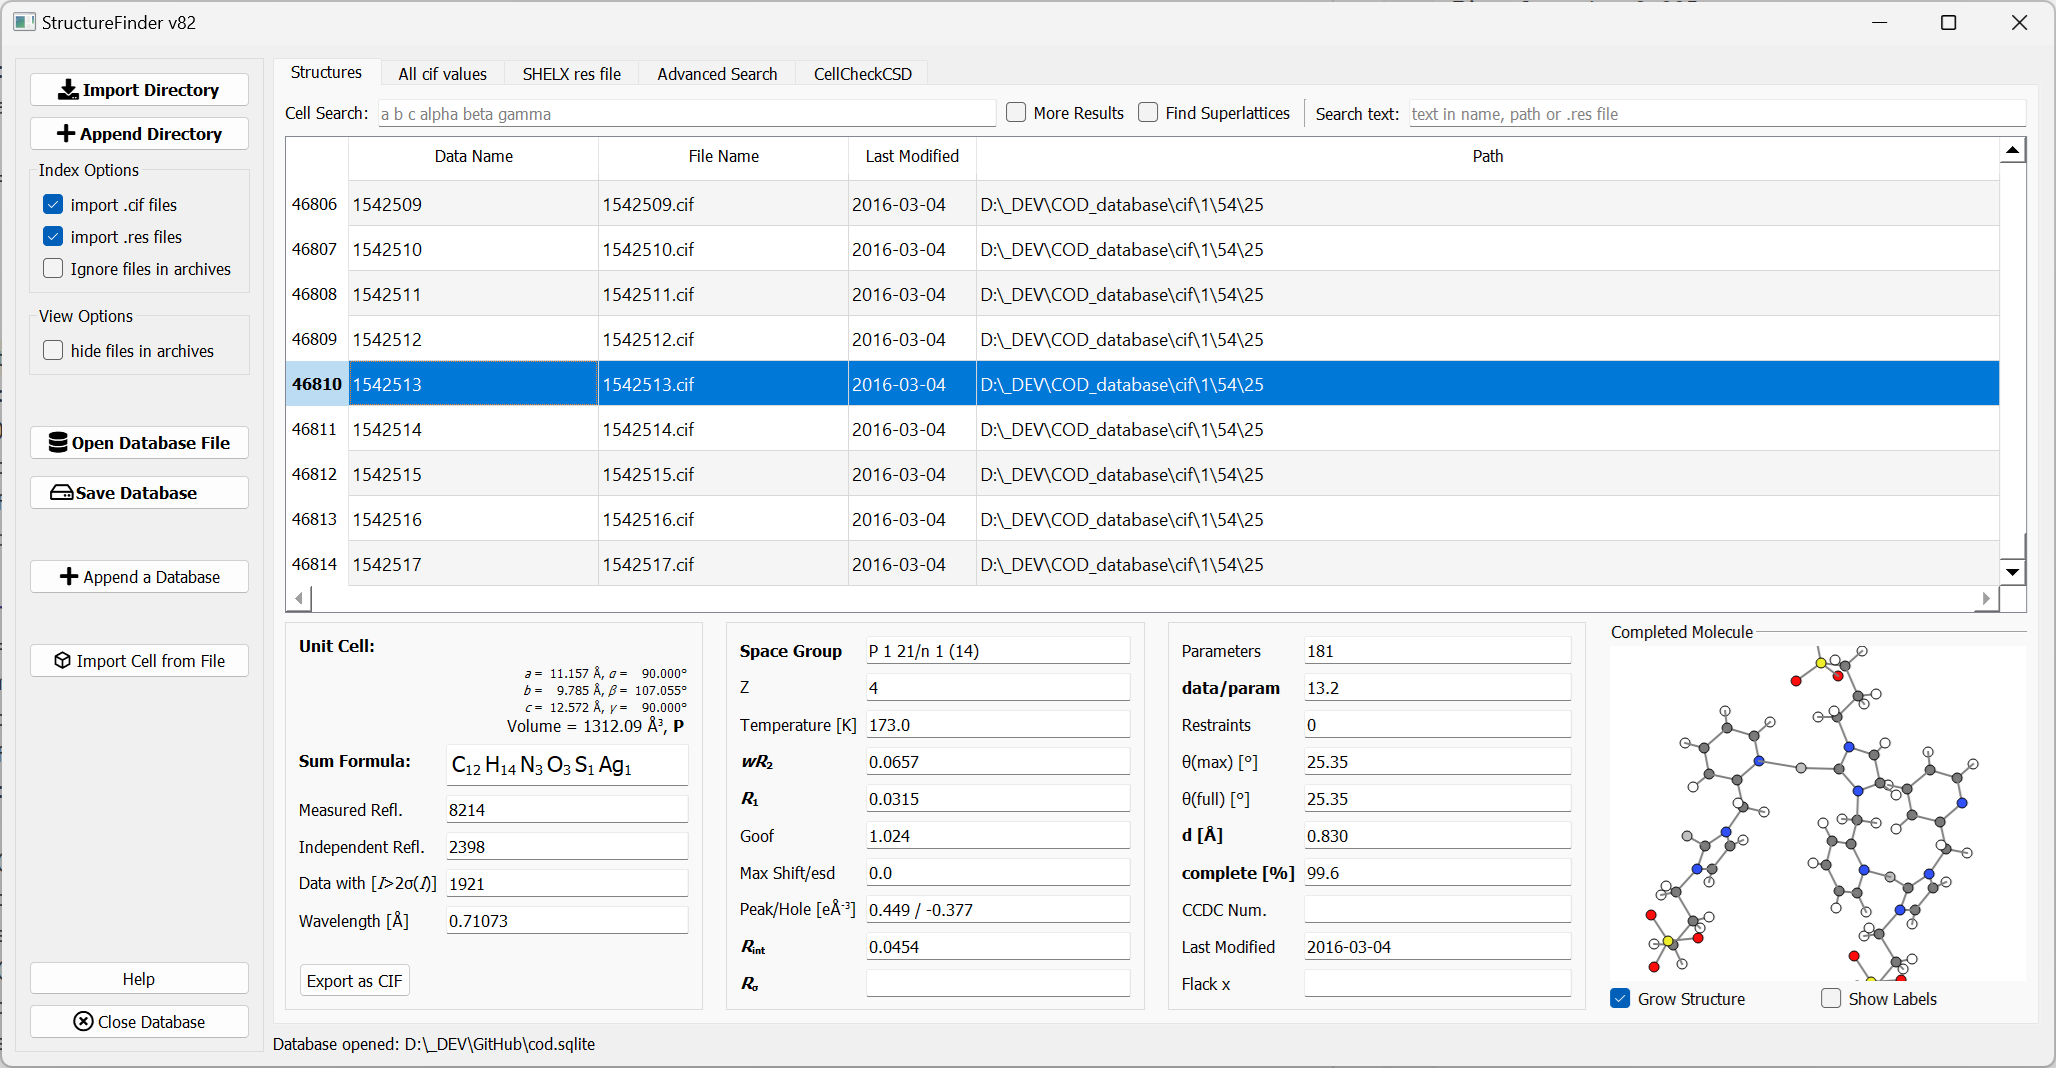 StructureFinder v82
Import Directory
Append Directory
Index Options
import .cif files
import .res files
Ignore files in archives
View Options
hide files in archives
Open Database File
Save Database
Append a Database
Import Cell from File
Help
Close Database
Structures All cif values SHELX res file Advanced Search CellCheckCSD
Cell Search: a b c alpha beta gamma More Results Find Superlattices Search text: text in name, path or .res file
Data Name File Name Last Modified Path
46806 1542509 1542509.cif 2016-03-04 D:\_DEV\COD_database\cif\1\54\25
46807 1542510 1542510.cif 2016-03-04 D:\_DEV\COD_database\cif\1\54\25
46808 1542511 1542511.cif 2016-03-04 D:\_DEV\COD_database\cif\1\54\25
46809 1542512 1542512.cif 2016-03-04 D:\_DEV\COD_database\cif\1\54\25
46810 1542513 1542513.cif 2016-03-04 D:\_DEV\COD_database\cif\1\54\25
46811 1542514 1542514.cif 2016-03-04 D:\_DEV\COD_database\cif\1\54\25
46812 1542515 1542515.cif 2016-03-04 D:\_DEV\COD_database\cif\1\54\25
46813 1542516 1542516.cif 2016-03-04 D:\_DEV\COD_database\cif\1\54\25
46814 1542517 1542517.cif 2016-03-04 D:\_DEV\COD_database\cif\1\54\25
Unit Cell:
a = 11.157 Å, α = 90.000°
b = 9.785 Å, β = 107.055°
c = 12.572 Å, γ = 90.000°
Volume = 1312.09 Å³, P
Sum Formula: C₁₂ H₁₄ N₃ O₃ S₁ Ag₁
Measured Refl. 8214
Independent Refl. 2398
Data with [I>2σ(I)] 1921
Wavelength [Å] 0.71073
Export as CIF
Space Group P 1 21/n 1 (14)
Z 4
Temperature [K] 173.0
wR₂ 0.0657
R₁ 0.0315
Goof 1.024
Max Shift/esd 0.0
Peak/Hole [eÅ⁻³] 0.449 / -0.377
Rint 0.0454
Rσ
Parameters 181
data/param 13.2
Restraints 0
θ(max) [°] 25.35
θ(full) [°] 25.35
d [Å] 0.830
complete [%] 99.6
CCDC Num.
Last Modified 2016-03-04
Flack x
Completed Molecule
Grow Structure Show Labels
Database opened: D:\_DEV\GitHub\cod.sqlite